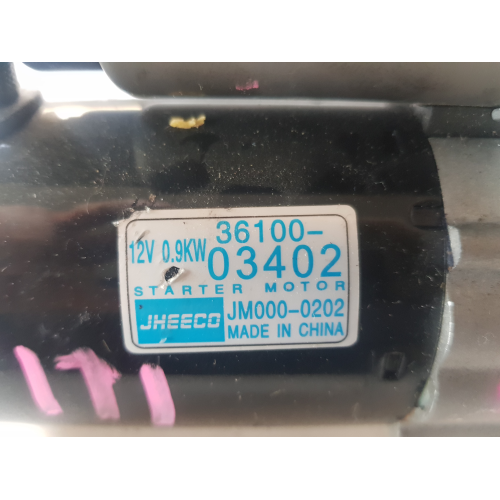 36100-
12V 0.9KW 03402
STARTER MOTOR
JHEECO JM000-0202
MADE IN CHINA